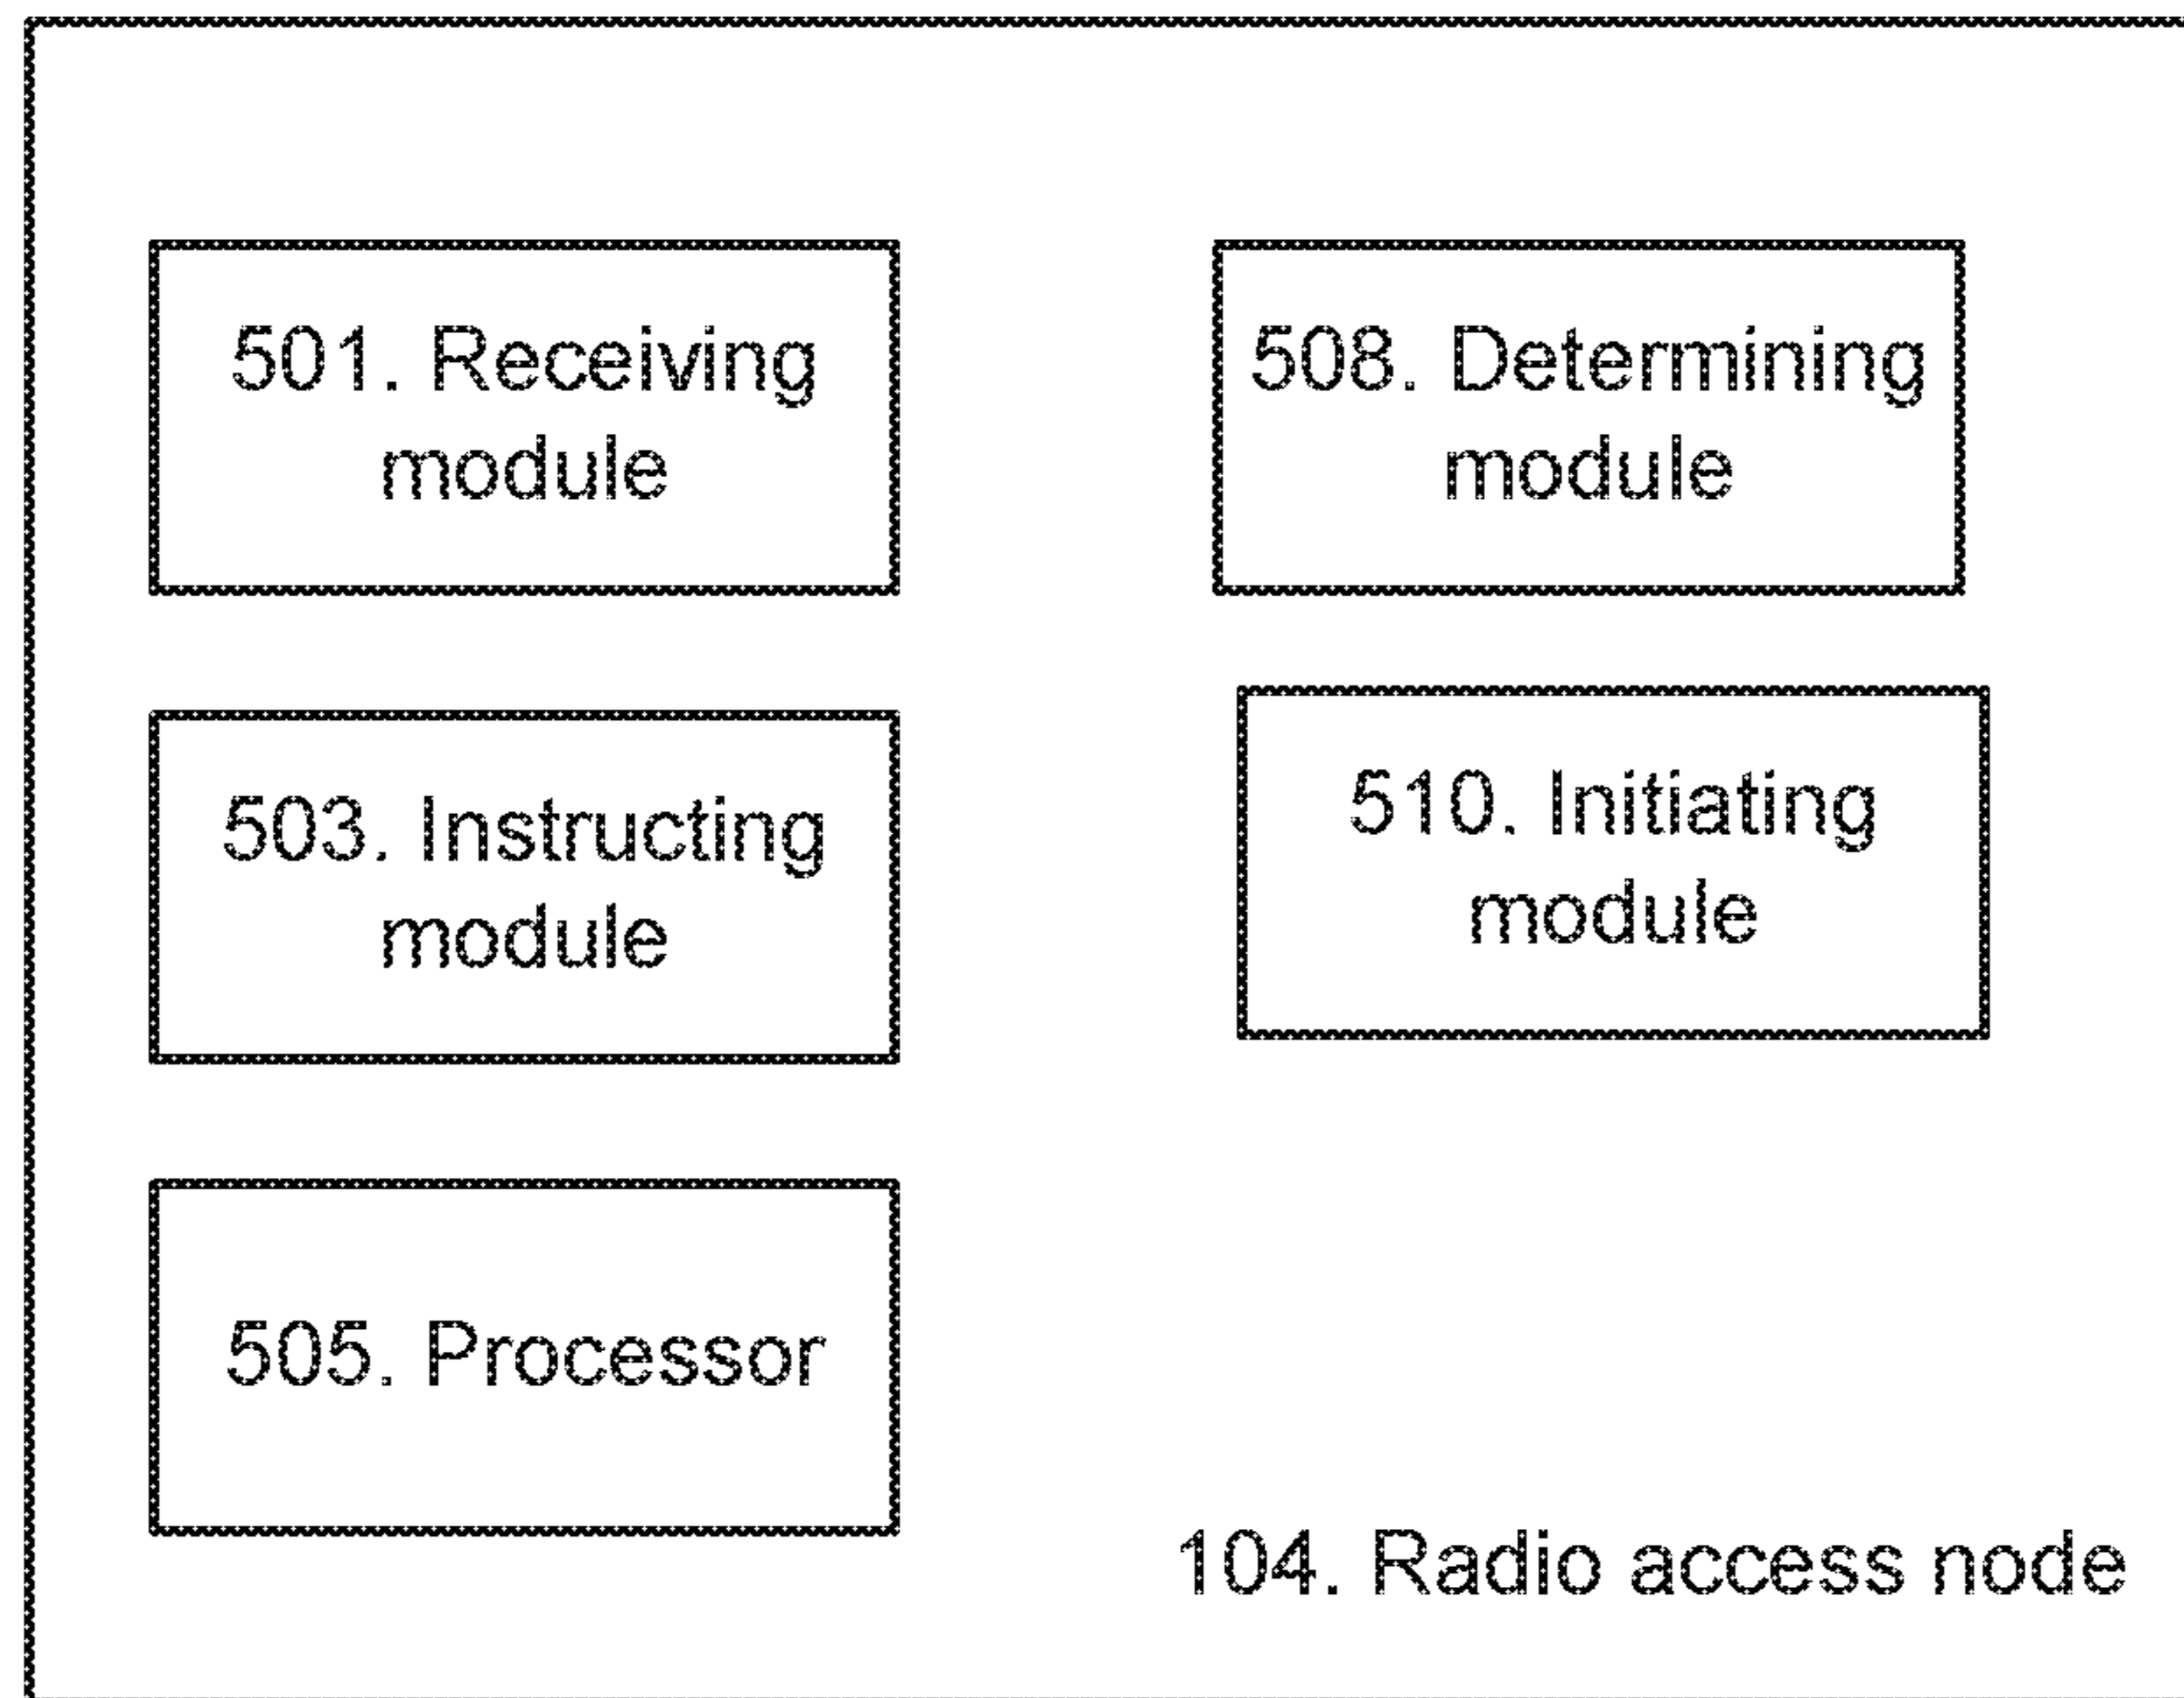 501. Receiving
module
508. Determining
module
503. Instructing
module
510. Initiating
module
505. Processor
104. Radio access node